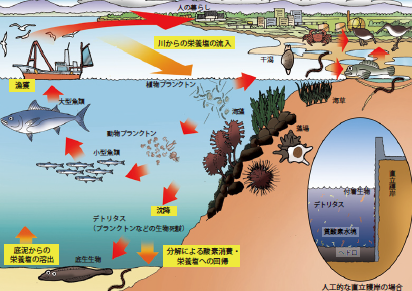 人の暮らし
川からの栄養塩の流入
漁獲
植物プランクトン
干潟
大型魚類
海藻
海草
動物プランクトン
藻場
小型魚類
沈降
直立護岸
付着生物
デトリタス
貧酸素水塊
ヘドロ
デトリタス
(プランクトンなどの生物死骸)
底泥からの
栄養塩の溶出
底生生物
分解による酸素消費・
栄養塩への回帰
人工的な直立護岸の場合